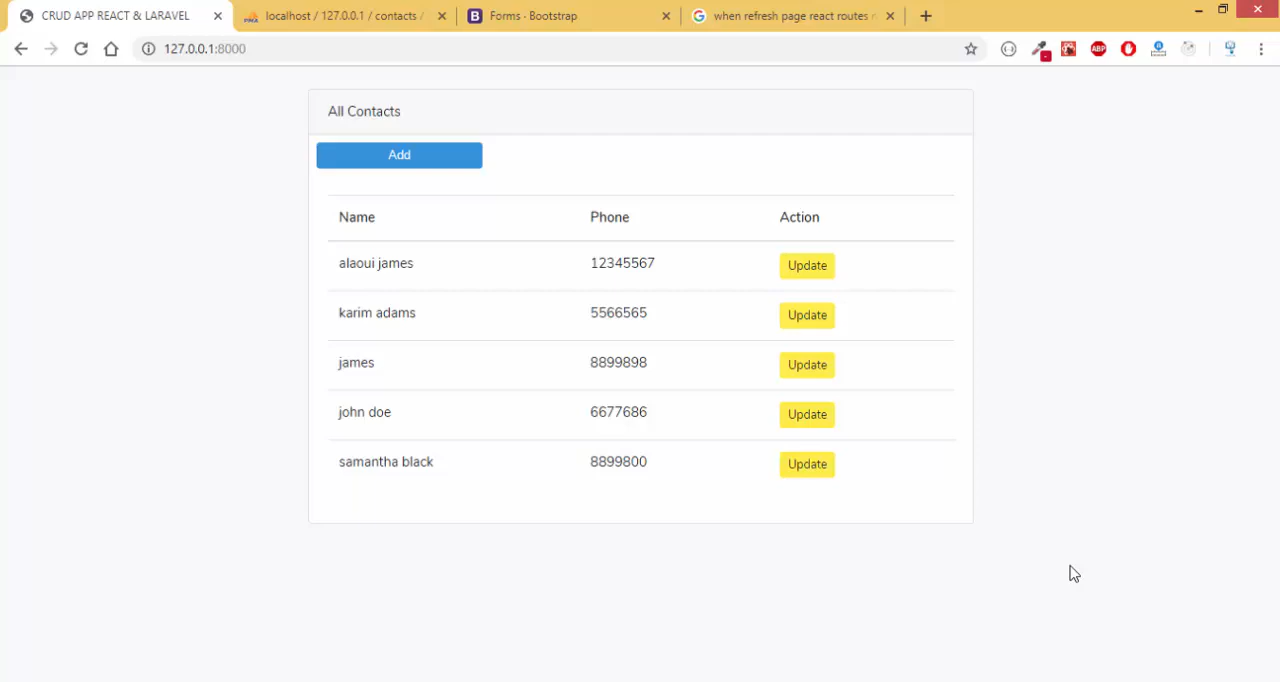 CRUD APP REACT & LARAVEL
localhost / 127.0.0.1 / contacts /
B Forms · Bootstrap
G when refresh page react routes
127.0.0.1:8000
ABP
All Contacts
Add
Name Phone Action
alaoui james 12345567 Update
karim adams 5566565 Update
james 8899898 Update
john doe 6677686 Update
samantha black 8899800 Update